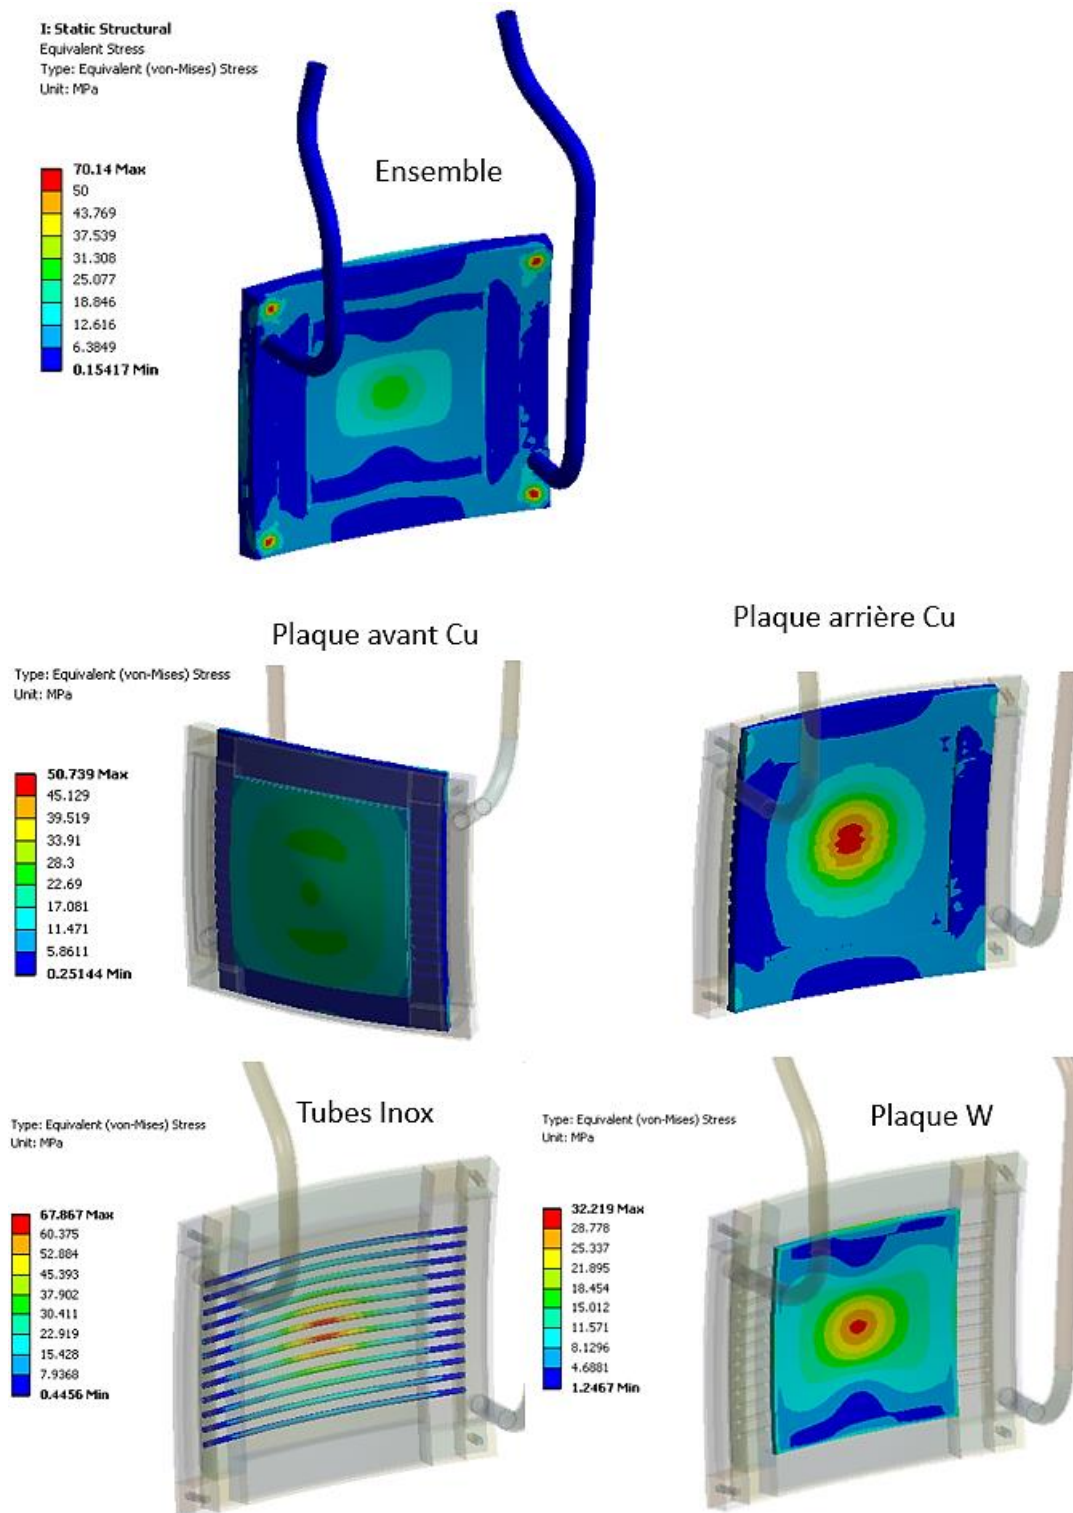 I: Static Structural
Equivalent Stress
Type: Equivalent (von-Mises) Stress
Unit: MPa
Ensemble
70.14 Max
50
43.769
37.539
31.308
25.077
18.846
12.616
6.3849
0.15417 Min
Plaque avant Cu
Plaque arrière Cu
Type: Equivalent (von-Mises) Stress
Unit: MPa
50.739 Max
45.129
39.519
33.91
28.3
22.69
17.081
11.471
5.8611
0.25144 Min
Tubes Inox
Type: Equivalent (von-Mises) Stress
Unit: MPa
67.867 Max
60.375
52.884
45.393
37.902
30.411
22.919
15.428
7.9368
0.4456 Min
Plaque W
Type: Equivalent (von-Mises) Stress
Unit: MPa
32.219 Max
28.778
25.337
21.895
18.454
15.012
11.571
8.1296
4.6881
1.2467 Min